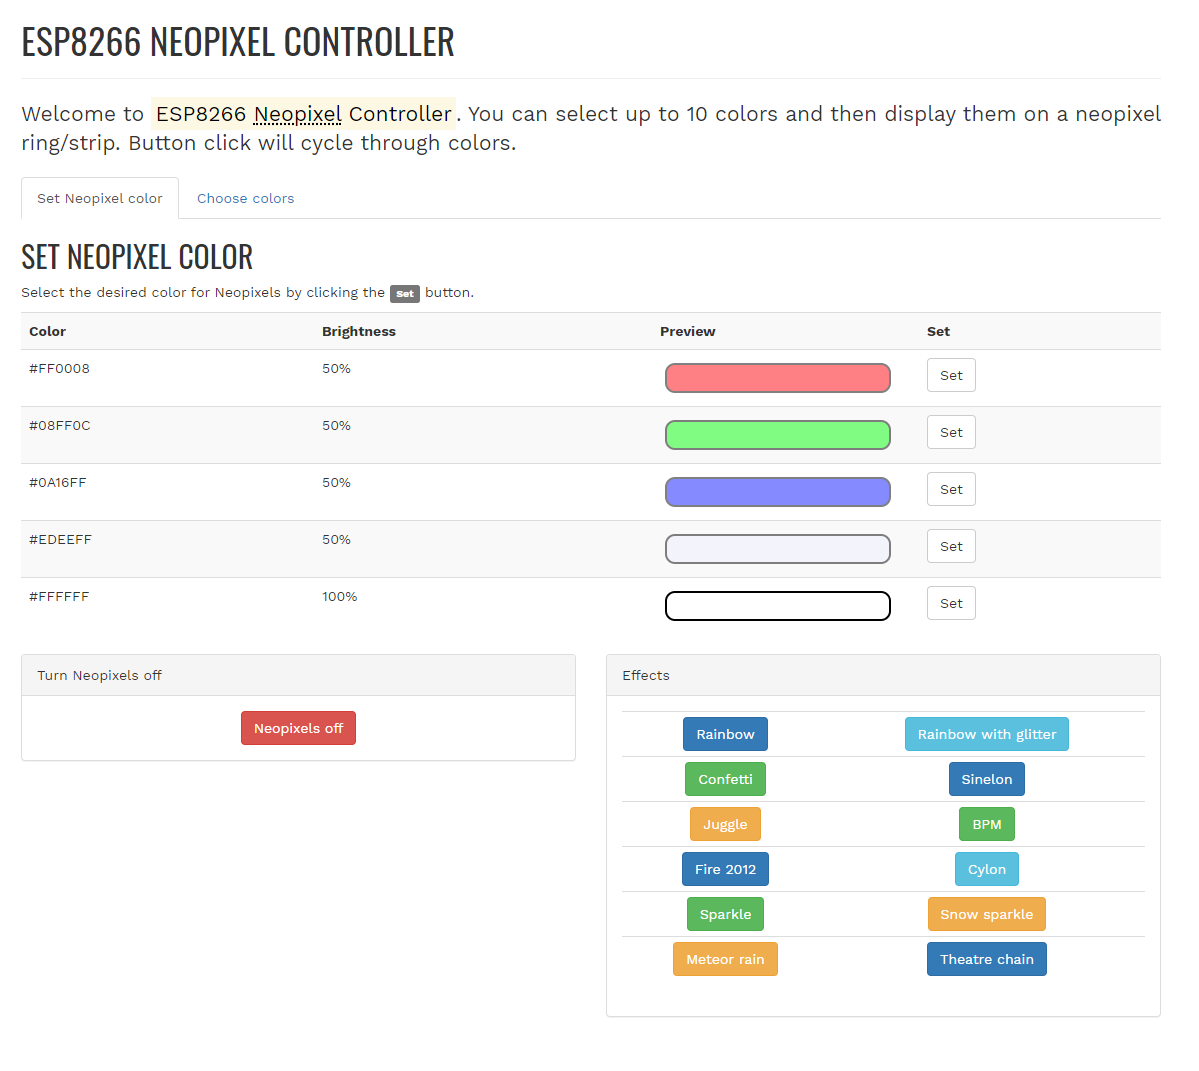 ESP8266 NEOPIXEL CONTROLLER
Welcome to ESP8266 Neopixel Controller. You can select up to 10 colors and then display them on a neopixel
ring/strip. Button click will cycle through colors.
Set Neopixel color Choose colors
SET NEOPIXEL COLOR
Select the desired color for Neopixels by clicking the Set button.
Color Brightness Preview Set
#FF0008 50% Set
#08FF0C 50% Set
#0A16FF 50% Set
#EDEEFF 50% Set
#FFFFFF 100% Set
Turn Neopixels off
Neopixels off
Effects
Rainbow Rainbow with glitter
Confetti Sinelon
Juggle BPM
Fire 2012 Cylon
Sparkle Snow sparkle
Meteor rain Theatre chain